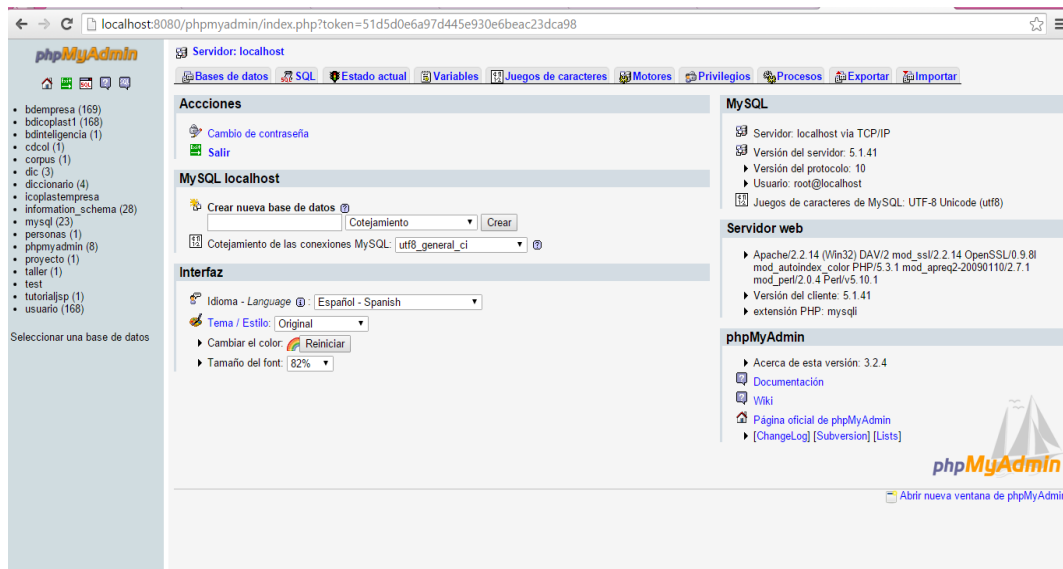 localhost:8080/phpmyadmin/index.php?token=51d5d0e6a97d445e930e6beac23dca98
phpMyAdmin
bdempresa (169)
bdicoplast1 (168)
bdinteligencia (1)
cdcol (1)
corpus (1)
dic (3)
diccionario (4)
icoplastempresa
information_schema (28)
mysql (23)
personas (1)
phpmyadmin (8)
proyecto (1)
taller (1)
test
tutorialjsp (1)
usuario (168)
Seleccionar una base de datos
Servidor: localhost
Bases de datos SQL Estado actual Variables Juegos de caracteres Motores Privilegios Procesos Exportar Importar
Accciones
Cambio de contraseña
Salir
MySQL localhost
Crear nueva base de datos
Cotejamiento Crear
Cotejamiento de las conexiones MySQL: utf8_general_ci
Interfaz
Idioma - Language : Español - Spanish
Tema / Estilo: Original
Cambiar el color: Reiniciar
Tamaño del font: 82%
MySQL
Servidor: localhost via TCP/IP
Versión del servidor: 5.1.41
Versión del protocolo: 10
Usuario: root@localhost
Juegos de caracteres de MySQL: UTF-8 Unicode (utf8)
Servidor web
Apache/2.2.14 (Win32) DAV/2 mod_ssl/2.2.14 OpenSSL/0.9.8l
mod_autoindex_color PHP/5.3.1 mod_apreq2-20090110/2.7.1
mod_perl/2.0.4 Perl/v5.10.1
Versión del cliente: 5.1.41
extensión PHP: mysqli
phpMyAdmin
Acerca de esta versión: 3.2.4
Documentación
Wiki
Página oficial de phpMyAdmin
[ChangeLog] [Subversion] [Lists]
phpMyAdmin
Abrir nueva ventana de phpMyAdmin